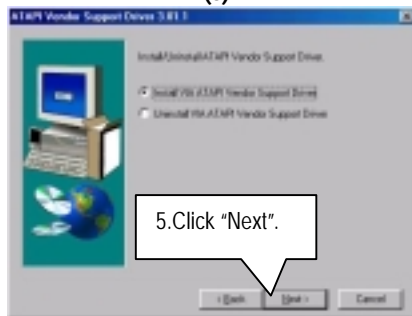 ATAPI Vendor Support Driver 3.01.1
Install/Uninstall ATAPI Vendor Support Driver.
Install VIA ATAPI Vendor Support Driver
Uninstall VIA ATAPI Vendor Support Driver
5.Click “Next”.
< Back
Next >
Cancel